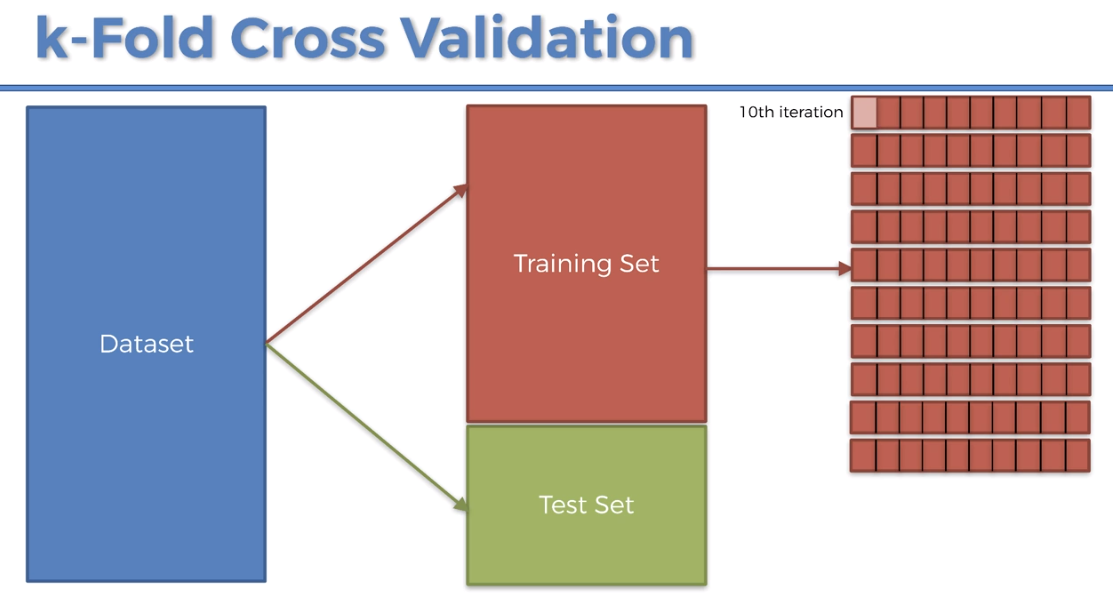 k-Fold Cross Validation
10th iteration
Dataset
Training Set
Test Set